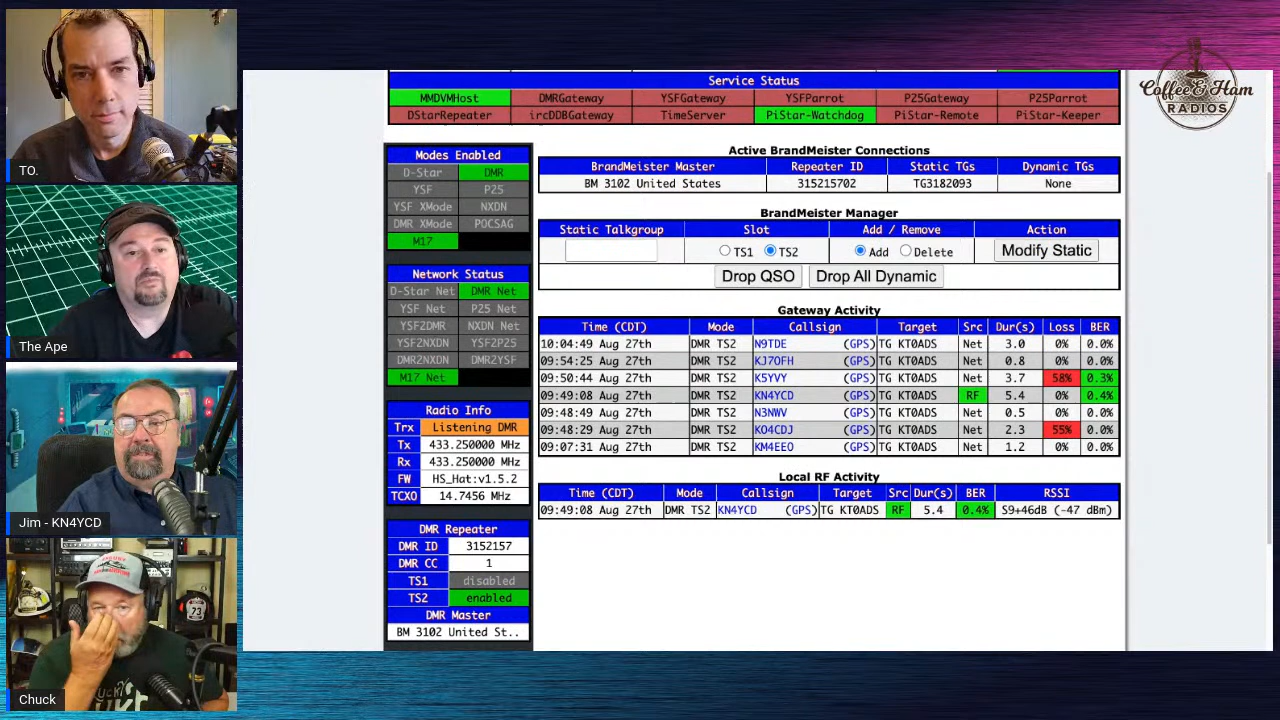 TO.
The Ape
Jim - KN4YCD
Chuck
73
Coffee & Ham
RADIOS
Service Status
MMDVMHost DMRGateway YSFGateway YSFParrot P25Gateway P25Parrot
DStarRepeater ircDDBGateway TimeServer PiStar-Watchdog PiStar-Remote PiStar-Keeper
Modes Enabled
D-Star DMR
YSF P25
YSF XMode NXDN
DMR XMode POCSAG
M17
Network Status
D-Star Net DMR Net
YSF Net P25 Net
YSF2DMR NXDN Net
YSF2NXDN YSF2P25
DMR2NXDN DMR2YSF
M17 Net
Radio Info
Trx Listening DMR
Tx 433.250000 MHz
Rx 433.250000 MHz
FW HS_Hat:v1.5.2
TCXO 14.7456 MHz
DMR Repeater
DMR ID 3152157
DMR CC 1
TS1 disabled
TS2 enabled
DMR Master
BM 3102 United St..
Active BrandMeister Connections
BrandMeister Master Repeater ID Static TGs Dynamic TGs
BM 3102 United States 315215702 TG3182093 None
BrandMeister Manager
Static Talkgroup Slot Add / Remove Action
TS1 TS2 Add Delete Modify Static
Drop QSO Drop All Dynamic
Gateway Activity
Time (CDT) Mode Callsign Target Src Dur(s) Loss BER
10:04:49 Aug 27th DMR TS2 N9TDE (GPS) TG KT0ADS Net 3.0 0% 0.0%
09:54:25 Aug 27th DMR TS2 KJ7OFH (GPS) TG KT0ADS Net 0.8 0% 0.0%
09:50:44 Aug 27th DMR TS2 K5YVY (GPS) TG KT0ADS Net 3.7 58% 0.3%
09:49:08 Aug 27th DMR TS2 KN4YCD (GPS) TG KT0ADS RF 5.4 0% 0.4%
09:48:49 Aug 27th DMR TS2 N3NWV (GPS) TG KT0ADS Net 0.5 0% 0.0%
09:48:29 Aug 27th DMR TS2 KO4CDJ (GPS) TG KT0ADS Net 2.3 55% 0.0%
09:07:31 Aug 27th DMR TS2 KM4EEO (GPS) TG KT0ADS Net 1.2 0% 0.0%
Local RF Activity
Time (CDT) Mode Callsign Target Src Dur(s) BER RSSI
09:49:08 Aug 27th DMR TS2 KN4YCD (GPS) TG KT0ADS RF 5.4 0.4% S9+46dB (-47 dBm)